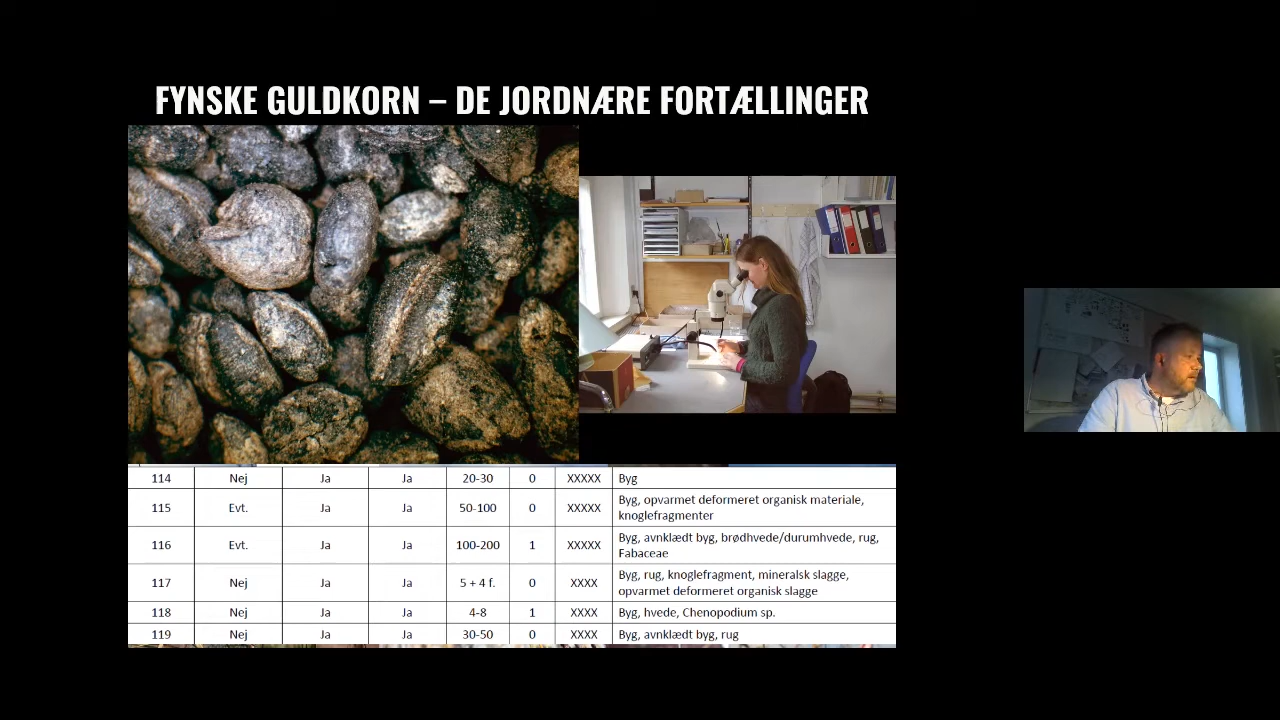 FYNSKE GULDKORN – DE JORDNÆRE FORTÆLLINGER
114 Nej Ja Ja 20-30 0 XXXXX Byg
115 Evt. Ja Ja 50-100 0 XXXXX Byg, opvarmet deformeret organisk materiale,
knoglefragmenter
116 Evt. Ja Ja 100-200 1 XXXXX Byg, avnklædt byg, brødhvede/durumhvede, rug,
Fabaceae
117 Nej Ja Ja 5 + 4 f. 0 XXXX Byg, rug, knoglefragment, mineralsk slagge,
opvarmet deformeret organisk slagge
118 Nej Ja Ja 4-8 1 XXXX Byg, hvede, Chenopodium sp.
119 Nej Ja Ja 30-50 0 XXXX Byg, avnklædt byg, rug